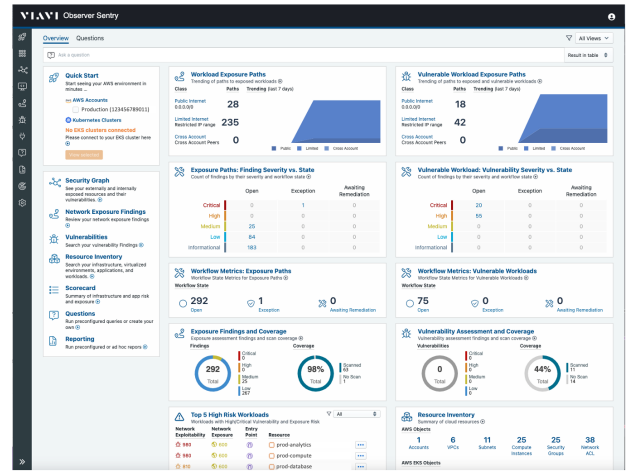 VIAVI Observer Sentry
Overview Questions
All Views
Ask a question
Result in table
Quick Start
Start seeing your AWS environment in
minutes ...
AWS Accounts
Production (123456789011)
Kubernetes Clusters
No EKS clusters connected
Please connect to your EKS cluster here
Security Graph
See your externally and internally
exposed resources and their
vulnerabilities.
Network Exposure Findings
Review your network exposure findings
Vulnerabilities
Search your vulnerability Findings
Resource Inventory
Search your infrastructure, virtualized
environments, applications, and
workloads.
Scorecard
Summary of infrastructure and app risk
and exposure
Questions
Run preconfigured queries or create your
own
Reporting
Run preconfigured or ad hoc repors
Workload Exposure Paths
Trending of paths to exposed workloads
Class Paths Trending (last 7 days)
Public Internet
0.0.0.0/0
28
Limited Internet
Restricted IP range
235
Cross Account
Cross Account Peers
0
Public Limited Cross Account
Vulnerable Workload Exposure Paths
Trending of paths to exposed vulnerable workloads
Class Paths Trending (last 7 days)
Public Internet
0.0.0.0/0
18
Limited Internet
Restricted IP range
42
Cross Account
Cross Account Peers
0
Public Limited Cross Account
Exposure Paths: Finding Severity vs. State
Count of findings by their severity and workflow state
Open Exception Awaiting
Remediation
Critical 0 1 0
High 0 0 0
Medium 25 0 0
Low 84 0 0
Informational 183 0 0
Vulnerable Workload: Vulnerability Severity vs. State
Count of findings by their severity and workflow state
Open Exception Awaiting
Remediation
Critical 20 0 0
High 55 0 0
Medium 0 0 0
Low 0 0 0
Informational 0 0 0
Workflow Metrics: Exposure Paths
Workflow State Metrics for Exposure Paths
Workflow State
292
Open
1
Exception
0
Awaiting Remediation
Workflow Metrics: Vulnerable Workloads
Workflow State Metrics for Vulnerable Workloads
Workflow State
75
Open
0
Exception
0
Awaiting Remediation
Exposure Findings and Coverage
Exposure assessment findings and scan coverage
Findings Coverage
292
Total
Critical
0
High
0
Medium
25
Low
267
98%
Total
Scanned
63
No Scan
1
Vulnerability Assessment and Coverage
Vulnerability assessment findings and scan coverage
Vulnerabilities Coverage
0
Total
Critical
0
High
0
Medium
0
Low
0
44%
Total
Scanned
11
No Scan
14
Top 5 High Risk Workloads
Workloads with High/Critical Vulnerability and Exposure Risk
All
Network
Exploitability
Network
Exposure
Entry
Point
Resource
980 500 prod-analytics
980 500 prod-compute
810 500 prod-database
Resource Inventory
Summary of cloud resources
AWS Objects
1
Accounts
6
VPCs
11
Subnets
25
Compute
Instances
25
Security
Groups
38
Network
ACL
AWS EKS Objects